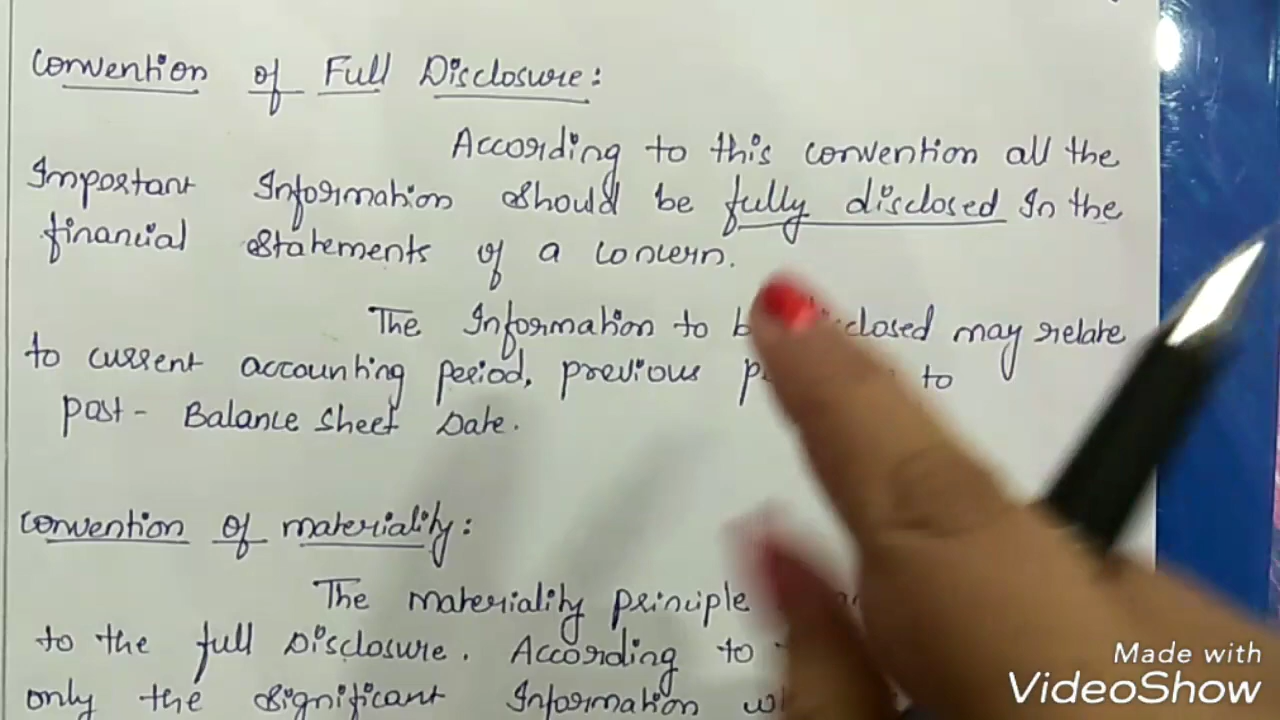 Convention of Full Disclosure:
According to this convention all the
Important Information should be fully disclosed In the
financial statements of a concern.
The Information to disclosed may relate
to current accounting period, previous to
post - Balance sheet Date.
Convention of materiality:
The materiality principle
to the full Disclosure. According to
only the significant Information
Made with
VideoShow